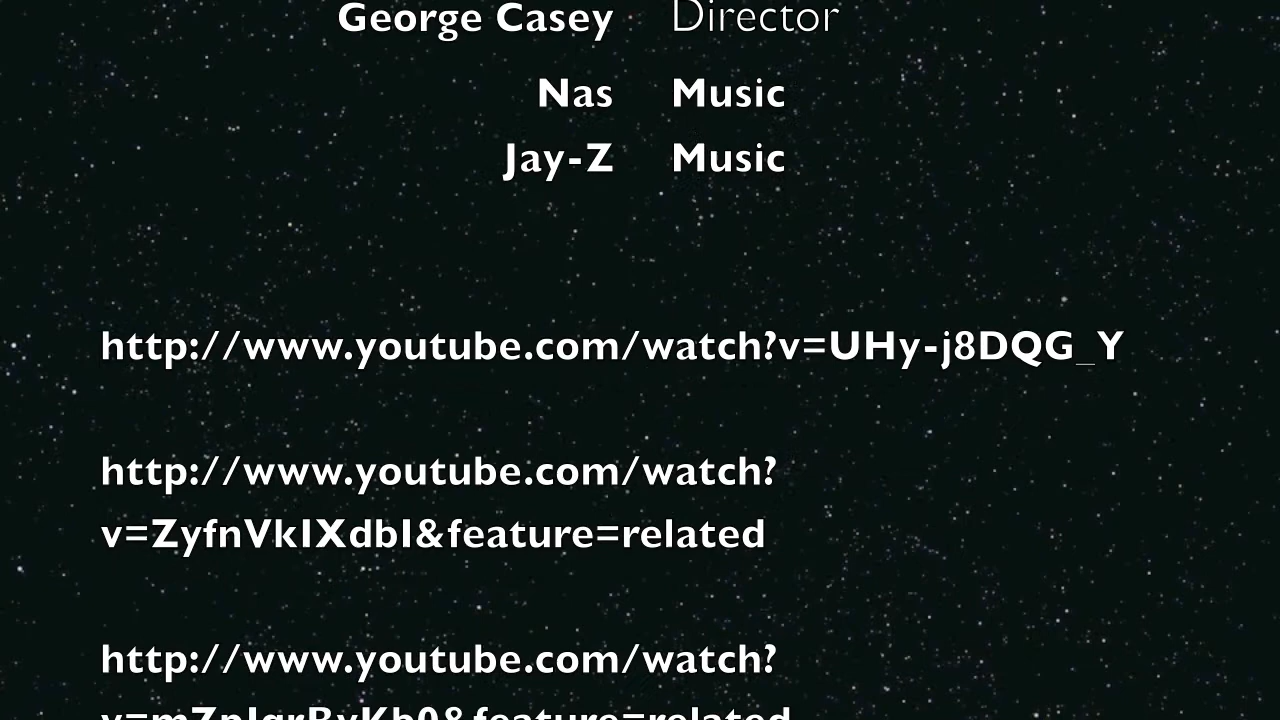 George Casey Director
Nas Music
Jay-Z Music
http://www.youtube.com/watch?v=UHy-j8DQG_Y
http://www.youtube.com/watch?
v=ZyfnVkIXdbI&feature=related
http://www.youtube.com/watch?